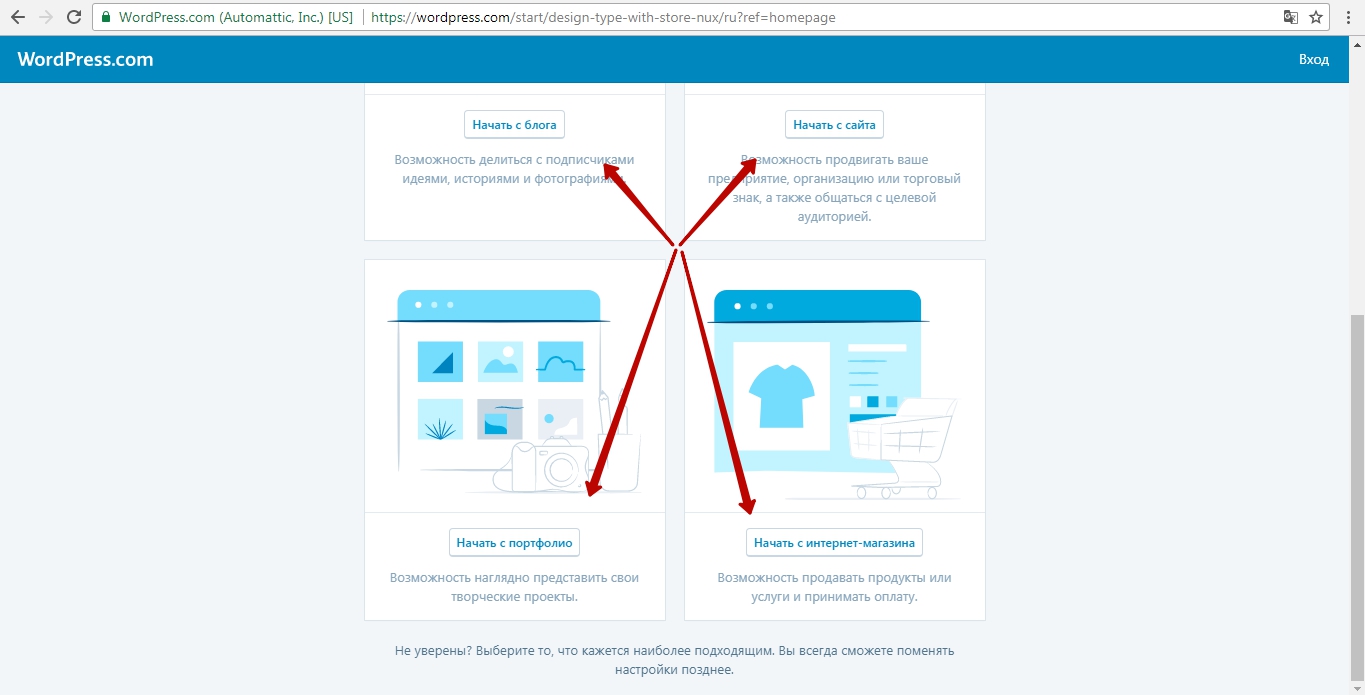 WordPress.com (Automattic, Inc.) [US]
https://wordpress.com/start/design-type-with-store-nux/ru?ref=homepage
WordPress.com
Вход
Начать с блога
Возможность делиться с подписчиками
идеями, историями и фотографиями.
Начать с сайта
Возможность продвигать ваше
предприятие, организацию или торговый
знак, а также общаться с целевой
аудиторией.
Начать с портфолио
Возможность наглядно представить свои
творческие проекты.
Начать с интернет-магазина
Возможность продавать продукты или
услуги и принимать оплату.
Не уверены? Выберите то, что кажется наиболее подходящим. Вы всегда сможете поменять
настройки позднее.